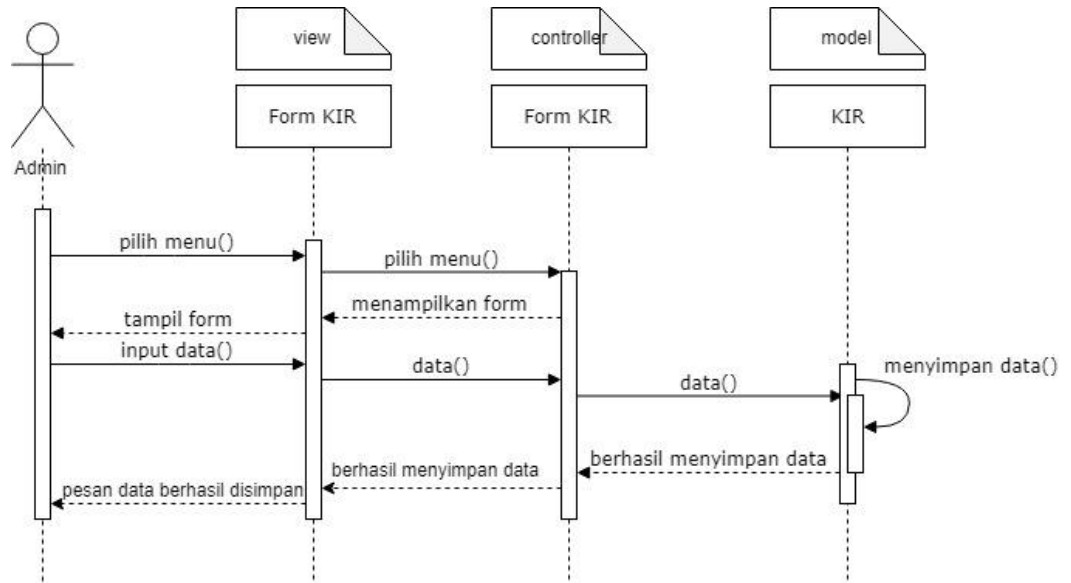 view
controller
model
Form KIR
Form KIR
KIR
Admin
pilih menu()
pilih menu()
menampilkan form
tampil form
input data()
data()
data()
menyimpan data()
berhasil menyimpan data
berhasil menyimpan data
pesan data berhasil disimpan